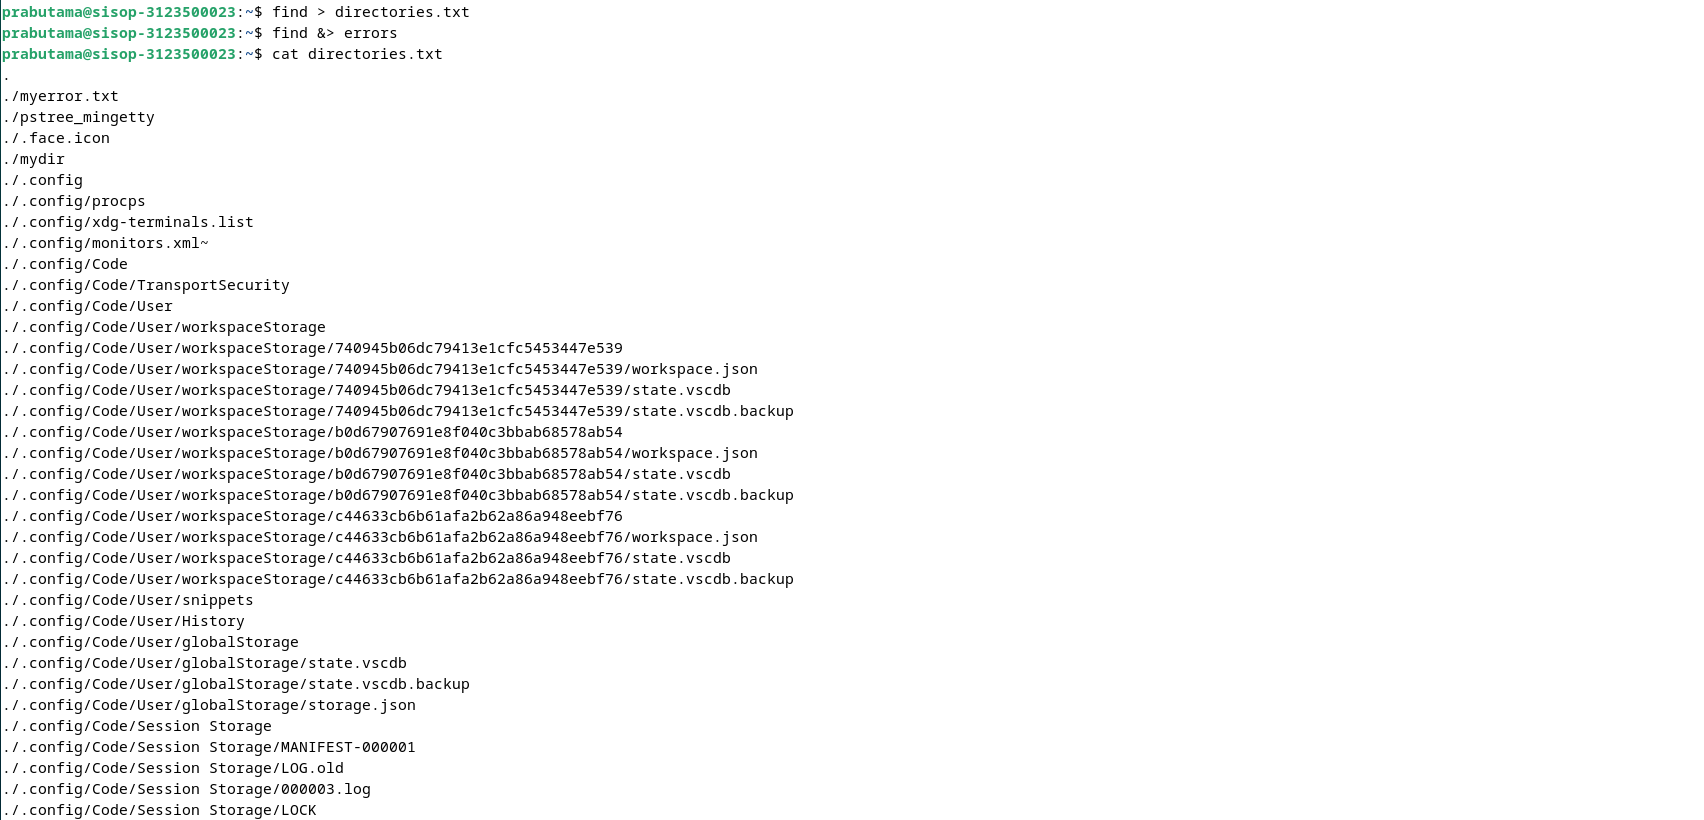 prabutama@sisop-3123500023:~$ find > directories.txt
prabutama@sisop-3123500023:~$ find &> errors
prabutama@sisop-3123500023:~$ cat directories.txt
.
./myerror.txt
./pstree_mingetty
./.face.icon
./mydir
./.config
./.config/procps
./.config/xdg-terminals.list
./.config/monitors.xml~
./.config/Code
./.config/Code/TransportSecurity
./.config/Code/User
./.config/Code/User/workspaceStorage
./.config/Code/User/workspaceStorage/740945b06dc79413e1cfc5453447e539
./.config/Code/User/workspaceStorage/740945b06dc79413e1cfc5453447e539/workspace.json
./.config/Code/User/workspaceStorage/740945b06dc79413e1cfc5453447e539/state.vscdb
./.config/Code/User/workspaceStorage/740945b06dc79413e1cfc5453447e539/state.vscdb.backup
./.config/Code/User/workspaceStorage/b0d67907691e8f040c3bbab68578ab54
./.config/Code/User/workspaceStorage/b0d67907691e8f040c3bbab68578ab54/workspace.json
./.config/Code/User/workspaceStorage/b0d67907691e8f040c3bbab68578ab54/state.vscdb
./.config/Code/User/workspaceStorage/b0d67907691e8f040c3bbab68578ab54/state.vscdb.backup
./.config/Code/User/workspaceStorage/c44633cb6b61afa2b62a86a948eebf76
./.config/Code/User/workspaceStorage/c44633cb6b61afa2b62a86a948eebf76/workspace.json
./.config/Code/User/workspaceStorage/c44633cb6b61afa2b62a86a948eebf76/state.vscdb
./.config/Code/User/workspaceStorage/c44633cb6b61afa2b62a86a948eebf76/state.vscdb.backup
./.config/Code/User/snippets
./.config/Code/User/History
./.config/Code/User/globalStorage
./.config/Code/User/globalStorage/state.vscdb
./.config/Code/User/globalStorage/state.vscdb.backup
./.config/Code/User/globalStorage/storage.json
./.config/Code/Session Storage
./.config/Code/Session Storage/MANIFEST-000001
./.config/Code/Session Storage/LOG.old
./.config/Code/Session Storage/000003.log
./.config/Code/Session Storage/LOCK